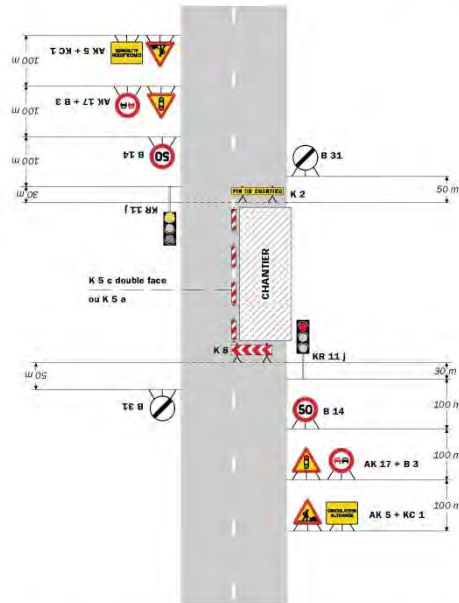 100 m
CIRCULATION
ALTERNÉE
AK 5 + KC 1
100 m
AK 17 + B 3
100 m
50
B 14
B 31
30 m
KR 11 j
FIN DE CHANTIER
K 2
50 m
K 5 c double face
ou K 5 a
CHANTIER
K 8
KR 11 j
50 m
30 m
B 31
50
B 14
100 m
AK 17 + B 3
100 m
CIRCULATION
ALTERNÉE
AK 5 + KC 1
100 m